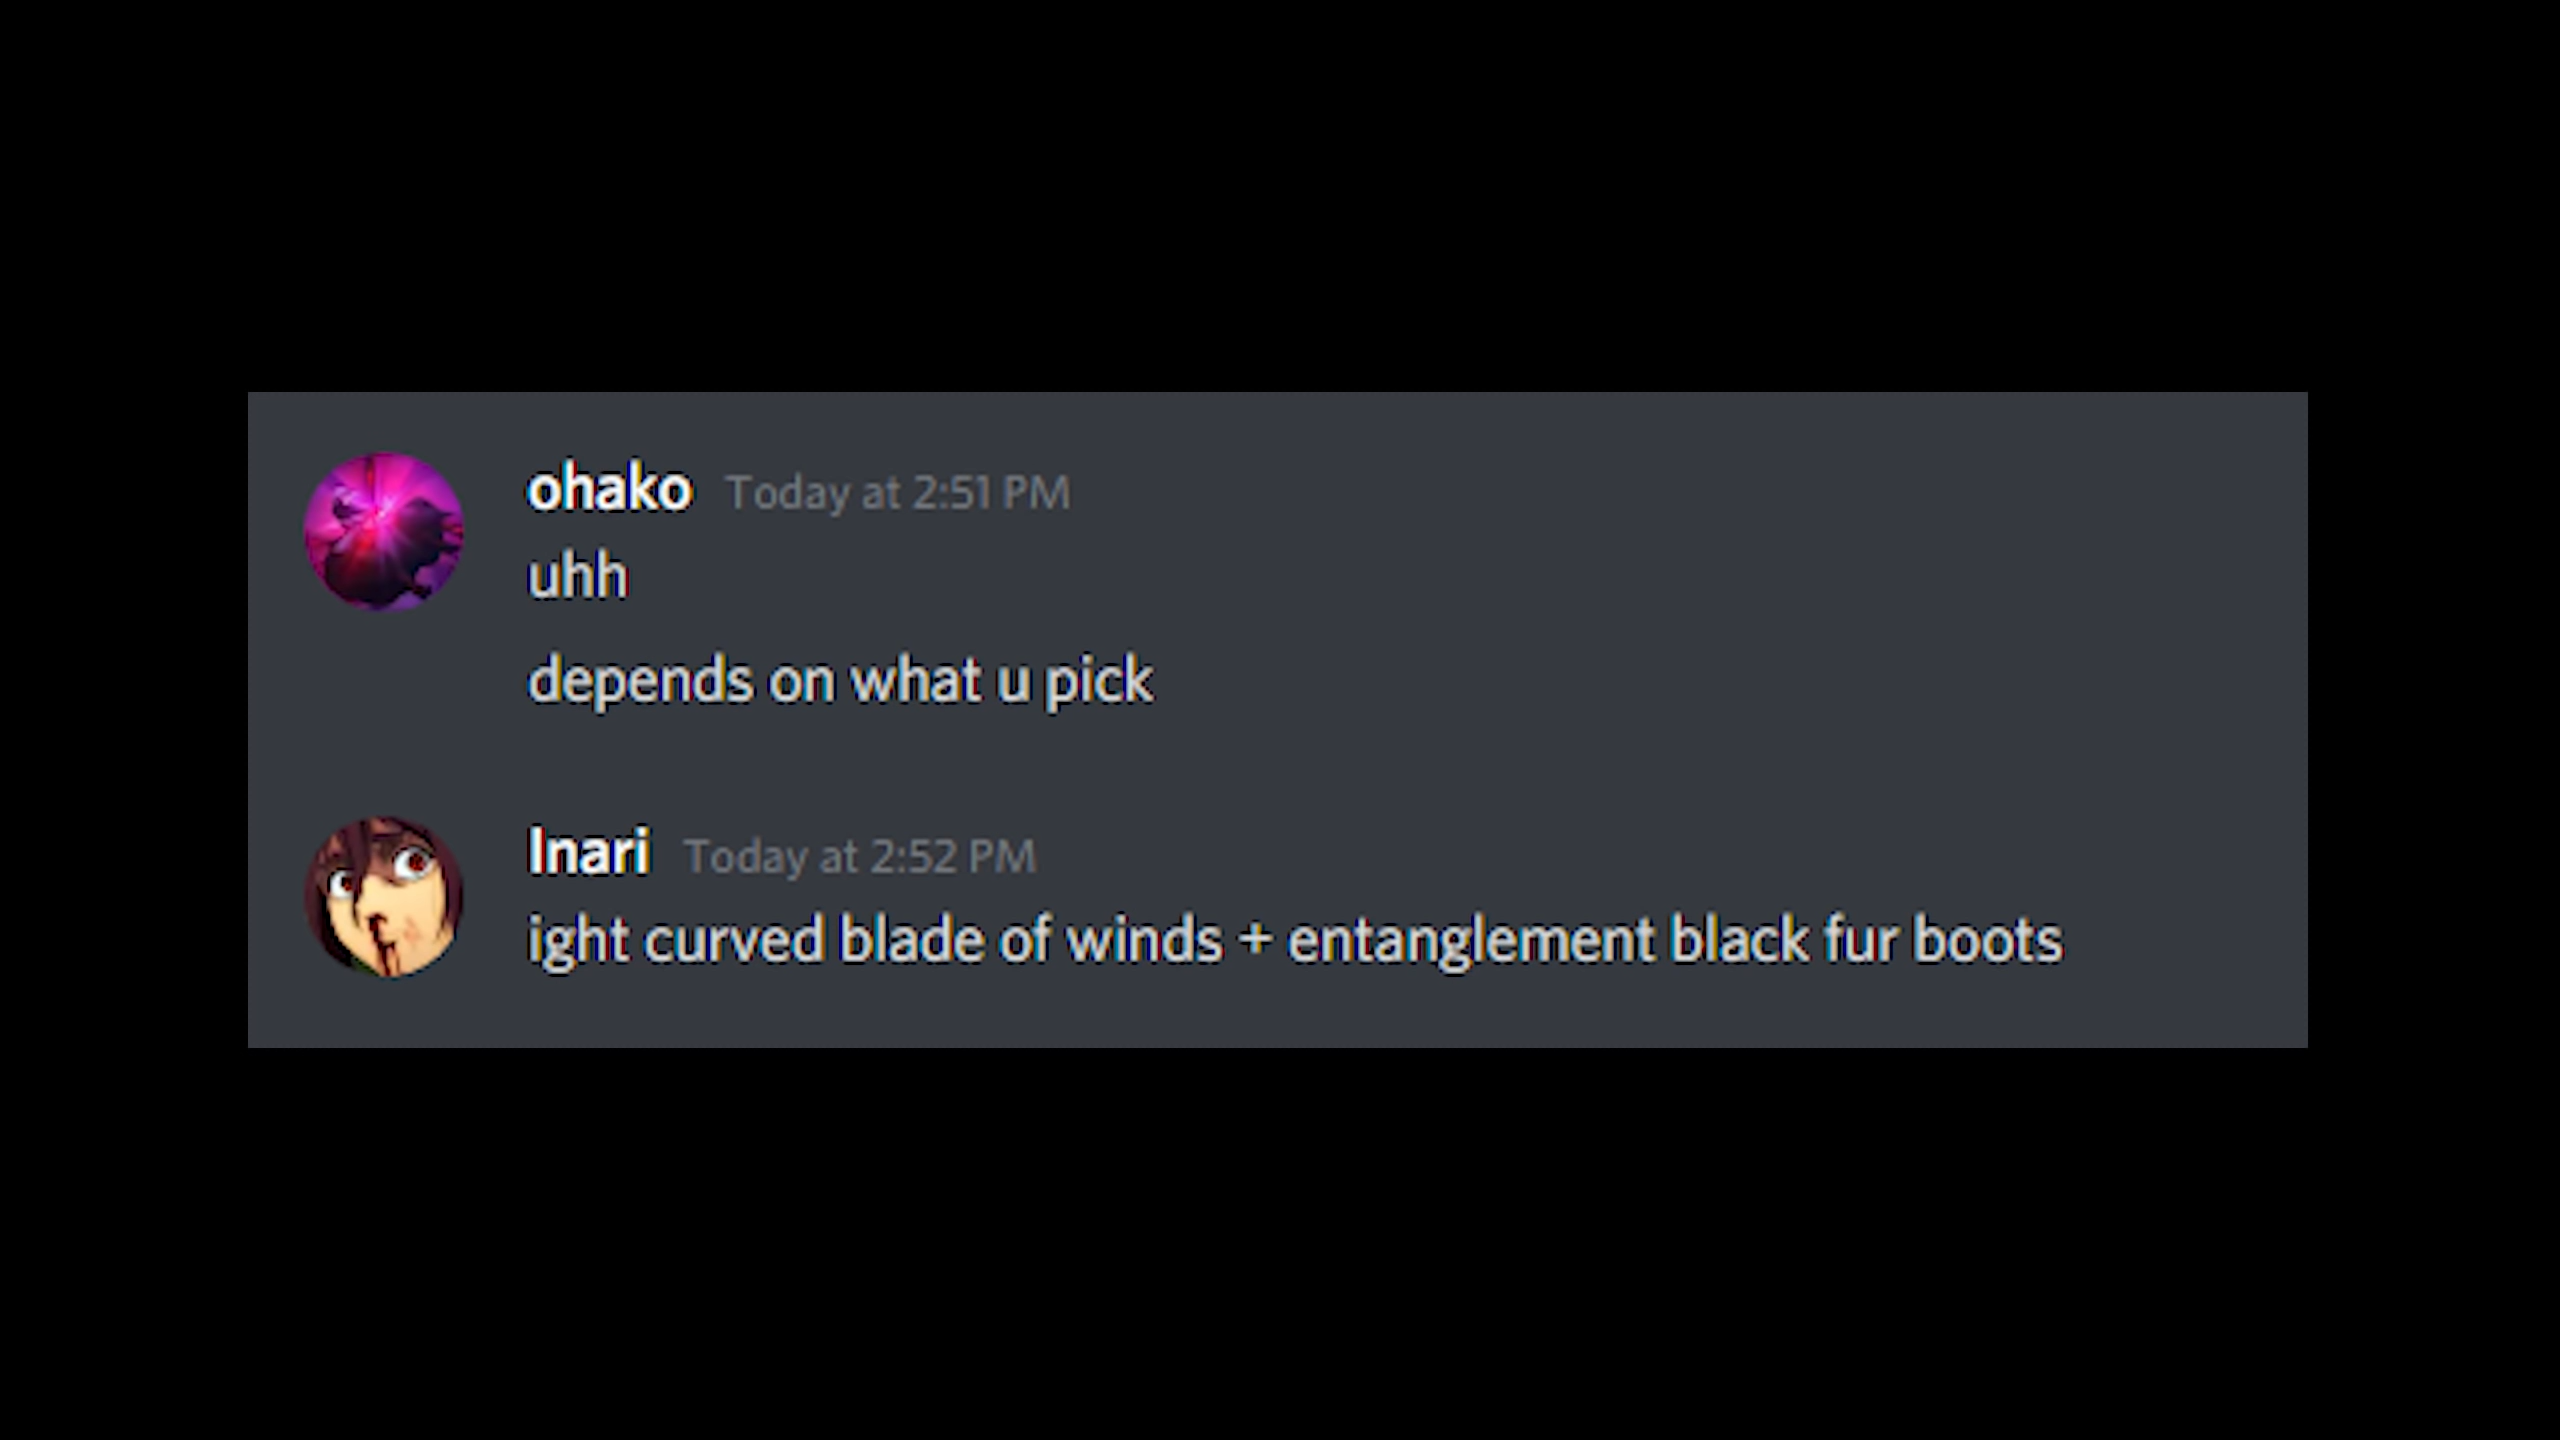 ohako Today at 2:51 PM
uhh
depends on what u pick
Inari Today at 2:52 PM
ight curved blade of winds + entanglement black fur boots